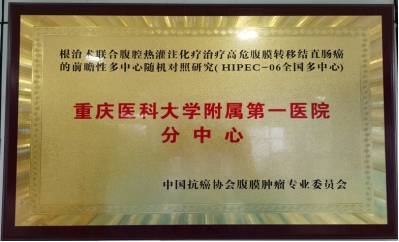 根治术联合腹腔热灌注化疗治疗高危腹膜转移结直肠癌
的前瞻性多中心随机对照研究(HIPEC-06全国多中心)
重庆医科大学附属第一医院
分中心
中国抗癌协会腹膜肿瘤专业委员会